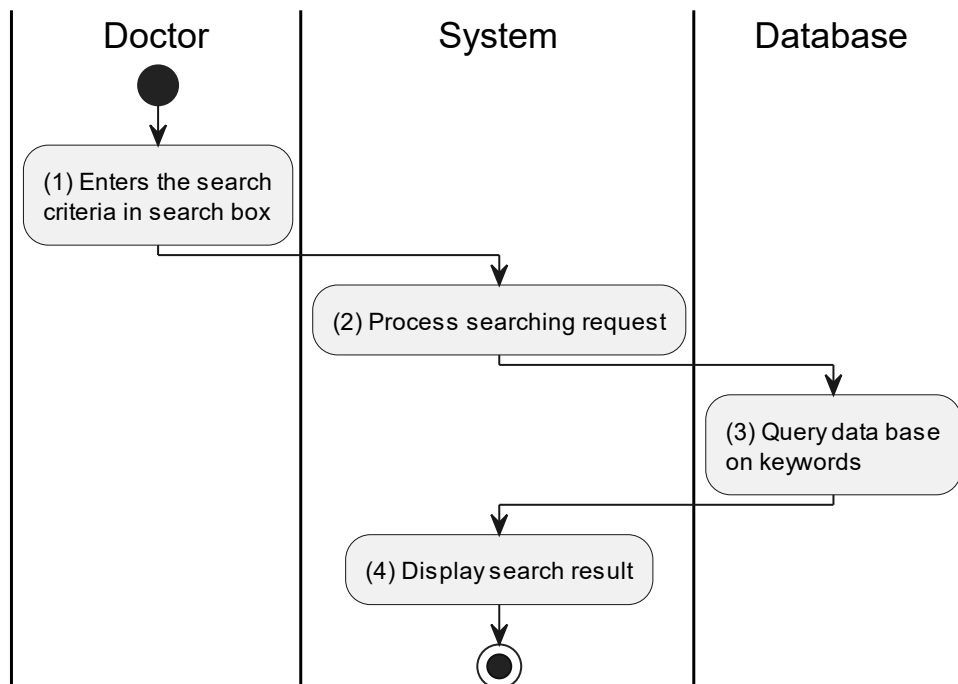 Doctor
System
Database
(1) Enters the search
criteria in search box
(2) Process searching request
(3) Query data base
on keywords
(4) Display search result